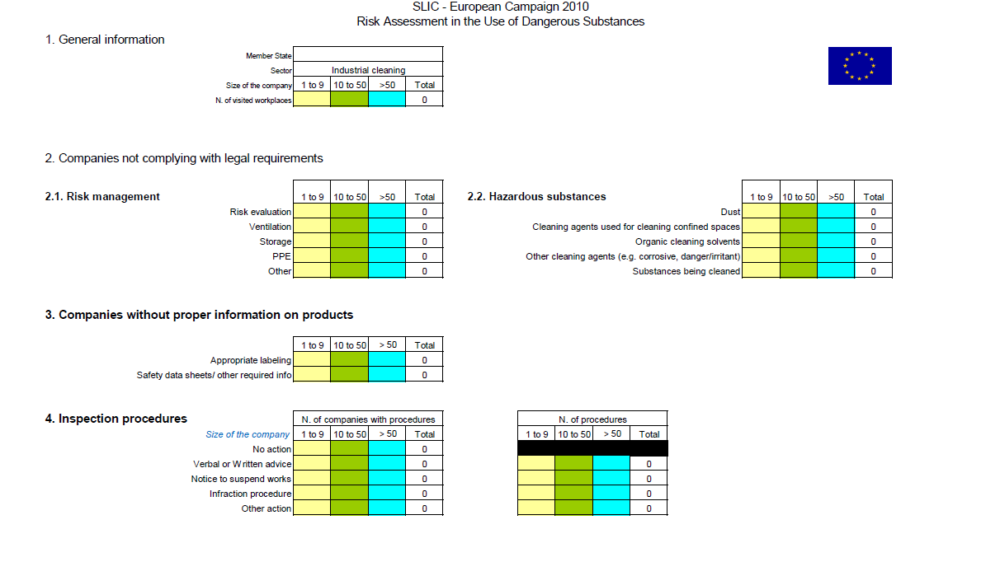 SLIC - European Campaign 2010
Risk Assessment in the Use of Dangerous Substances
1. General information
Member State
Sector Industrial cleaning
Size of the company 1 to 9 10 to 50 >50 Total
N. of visited workplaces 0
2. Companies not complying with legal requirements
2.1. Risk management 1 to 9 10 to 50 >50 Total
Risk evaluation 0
Ventilation 0
Storage 0
PPE 0
Other 0
2.2. Hazardous substances 1 to 9 10 to 50 >50 Total
Dust 0
Cleaning agents used for cleaning confined spaces 0
Organic cleaning solvents 0
Other cleaning agents (e.g. corrosive, danger/irritant) 0
Substances being cleaned 0
3. Companies without proper information on products
1 to 9 10 to 50 > 50 Total
Appropriate labeling 0
Safety data sheets/ other required info 0
4. Inspection procedures N. of companies with procedures N. of procedures
Size of the company 1 to 9 10 to 50 > 50 Total 1 to 9 10 to 50 > 50 Total
No action 0
Verbal or Written advice 0 0
Notice to suspend works 0 0
Infraction procedure 0 0
Other action 0 0